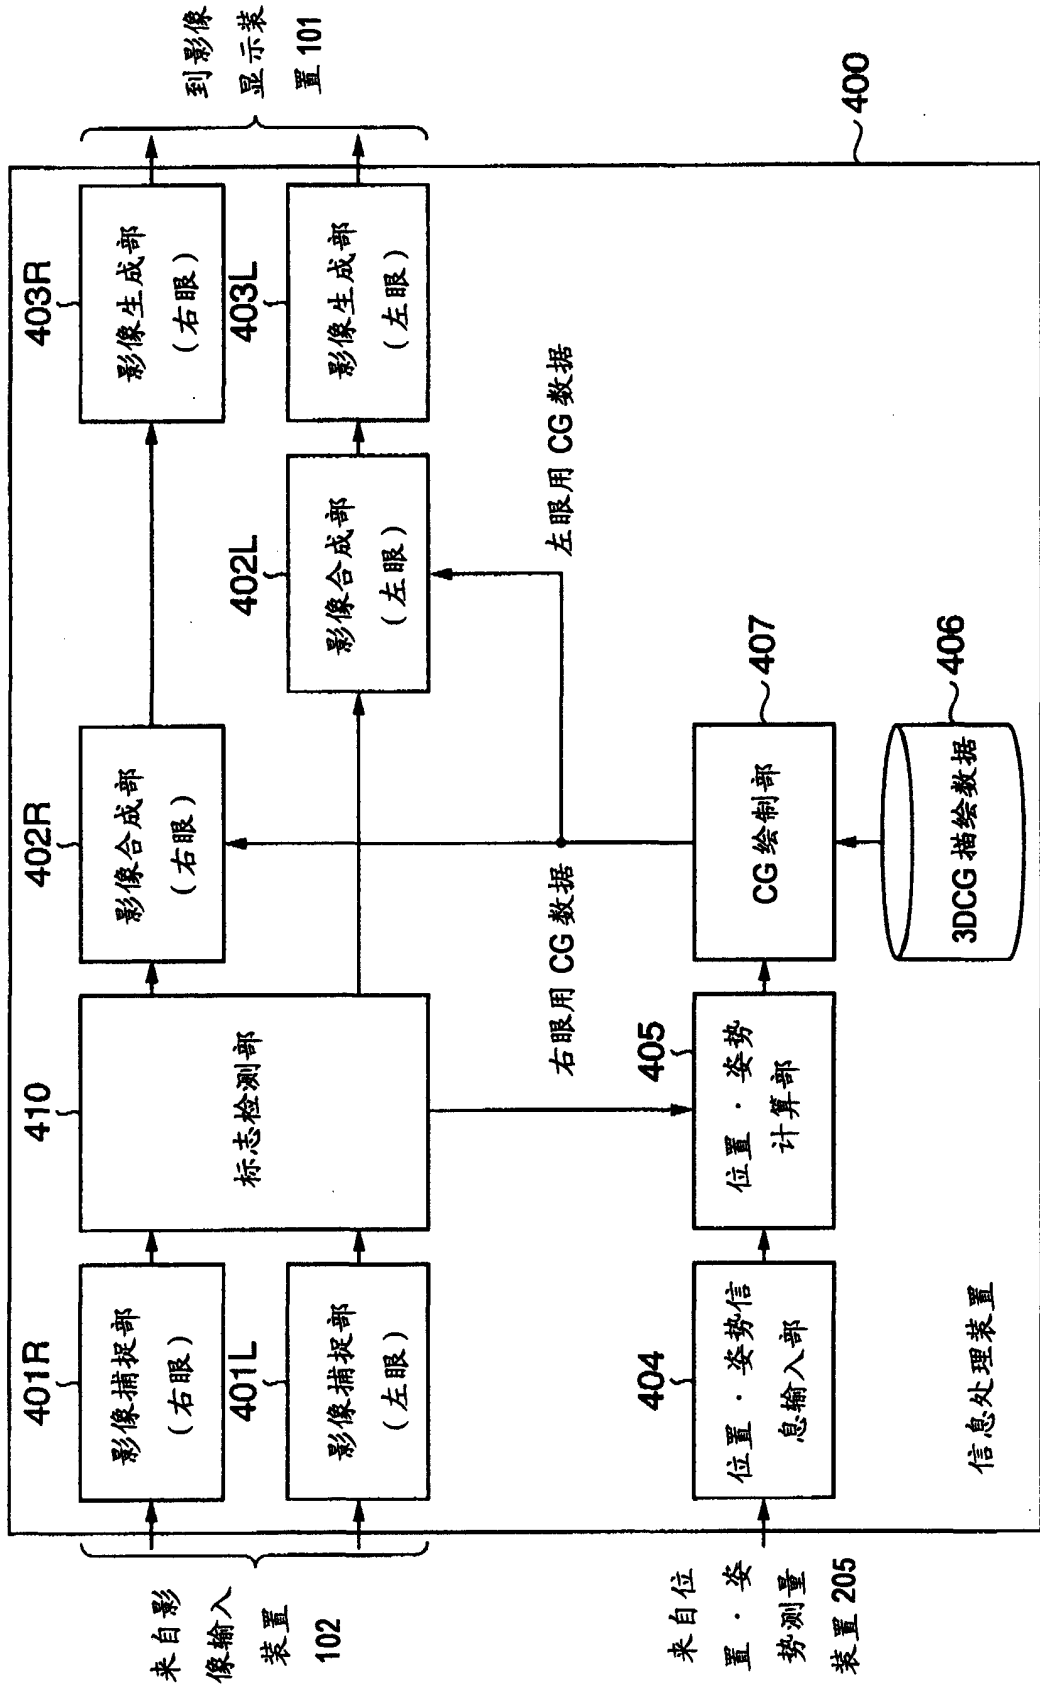 401R
影像捕捉部
（右眼）
410
标志检测部
402R
影像合成部
（右眼）
403R
影像生成部
（右眼）
到影像
显示装
置 101
来自影
像输入
装置
102
401L
影像捕捉部
（左眼）
402L
影像合成部
（左眼）
403L
影像生成部
（左眼）
右眼用 CG 数据
左眼用 CG 数据
404
位置·姿势信
息输入部
405
位置·姿势
计算部
CG 绘制部
407
来自位
置·姿
势测量
装置 205
3DCG 描绘数据
406
信息处理装置
400